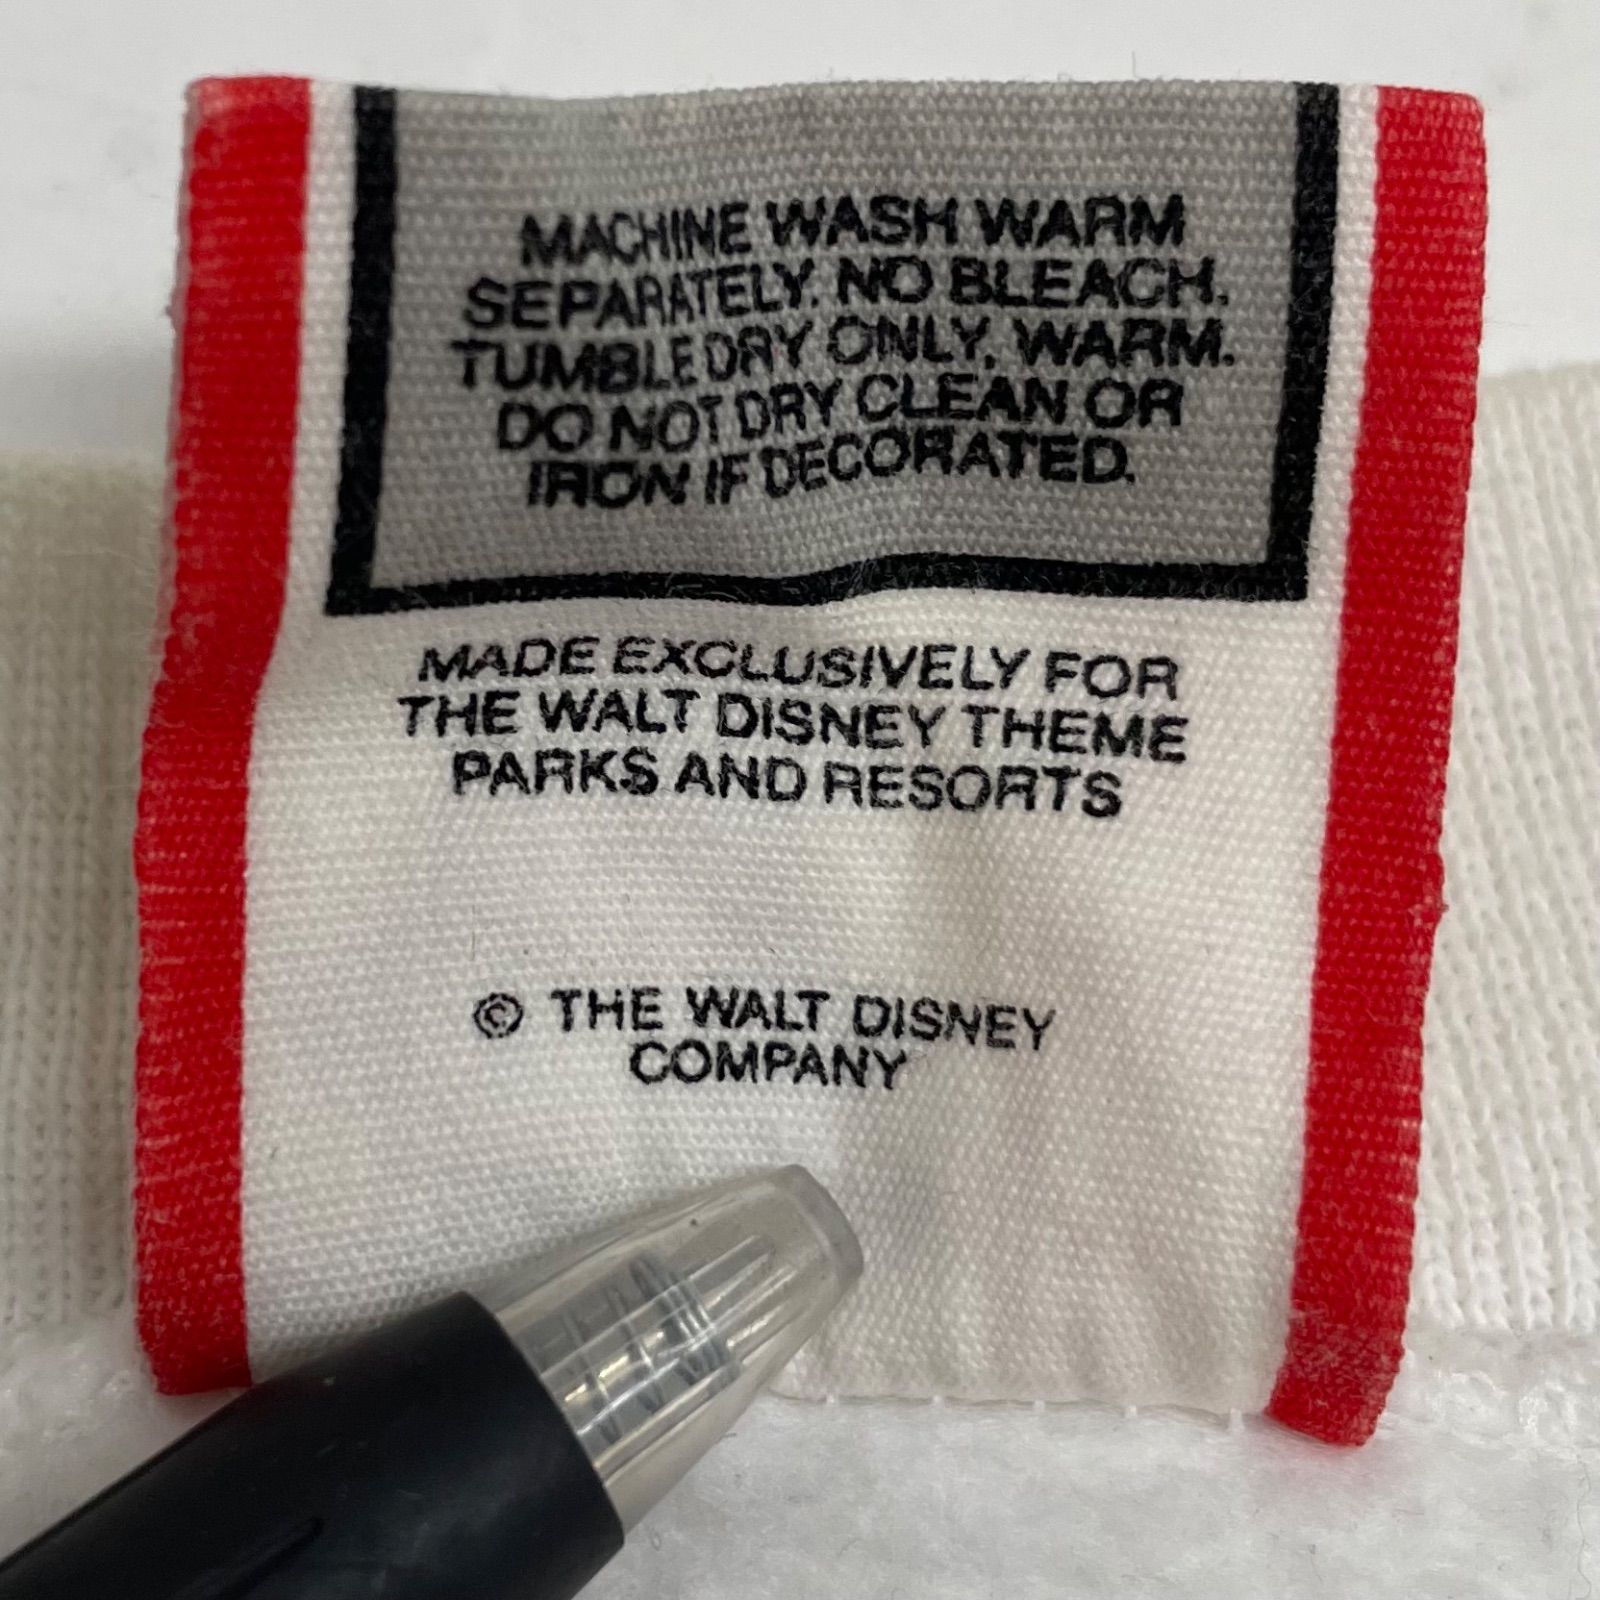 MACHINE WASH WARM
SEPARATELY. NO BLEACH.
TUMBLE DRY ONLY, WARM.
DO NOT DRY CLEAN OR
IRON IF DECORATED.
MADE EXCLUSIVELY FOR
THE WALT DISNEY THEME
PARKS AND RESORTS
© THE WALT DISNEY
COMPANY